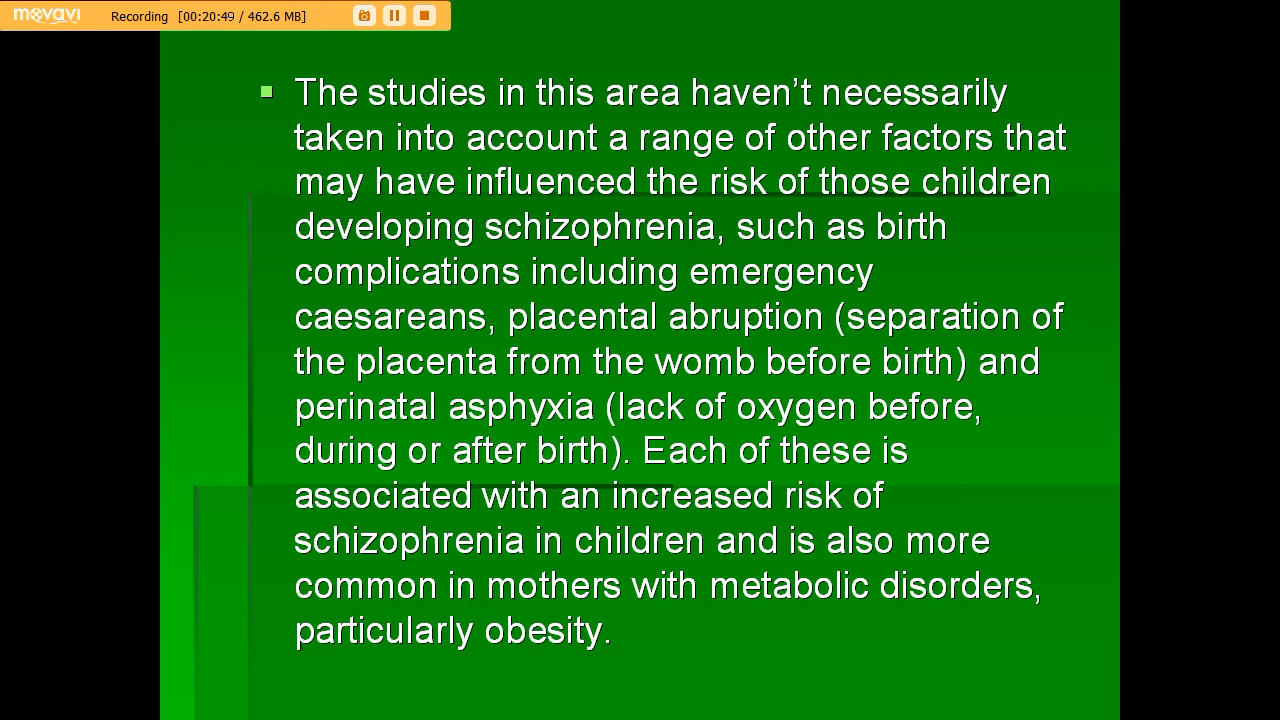 movavi Recording [00:20:49 / 462.6 MB]
The studies in this area haven't necessarily
taken into account a range of other factors that
may have influenced the risk of those children
developing schizophrenia, such as birth
complications including emergency
caesareans, placental abruption (separation of
the placenta from the womb before birth) and
perinatal asphyxia (lack of oxygen before,
during or after birth). Each of these is
associated with an increased risk of
schizophrenia in children and is also more
common in mothers with metabolic disorders,
particularly obesity.